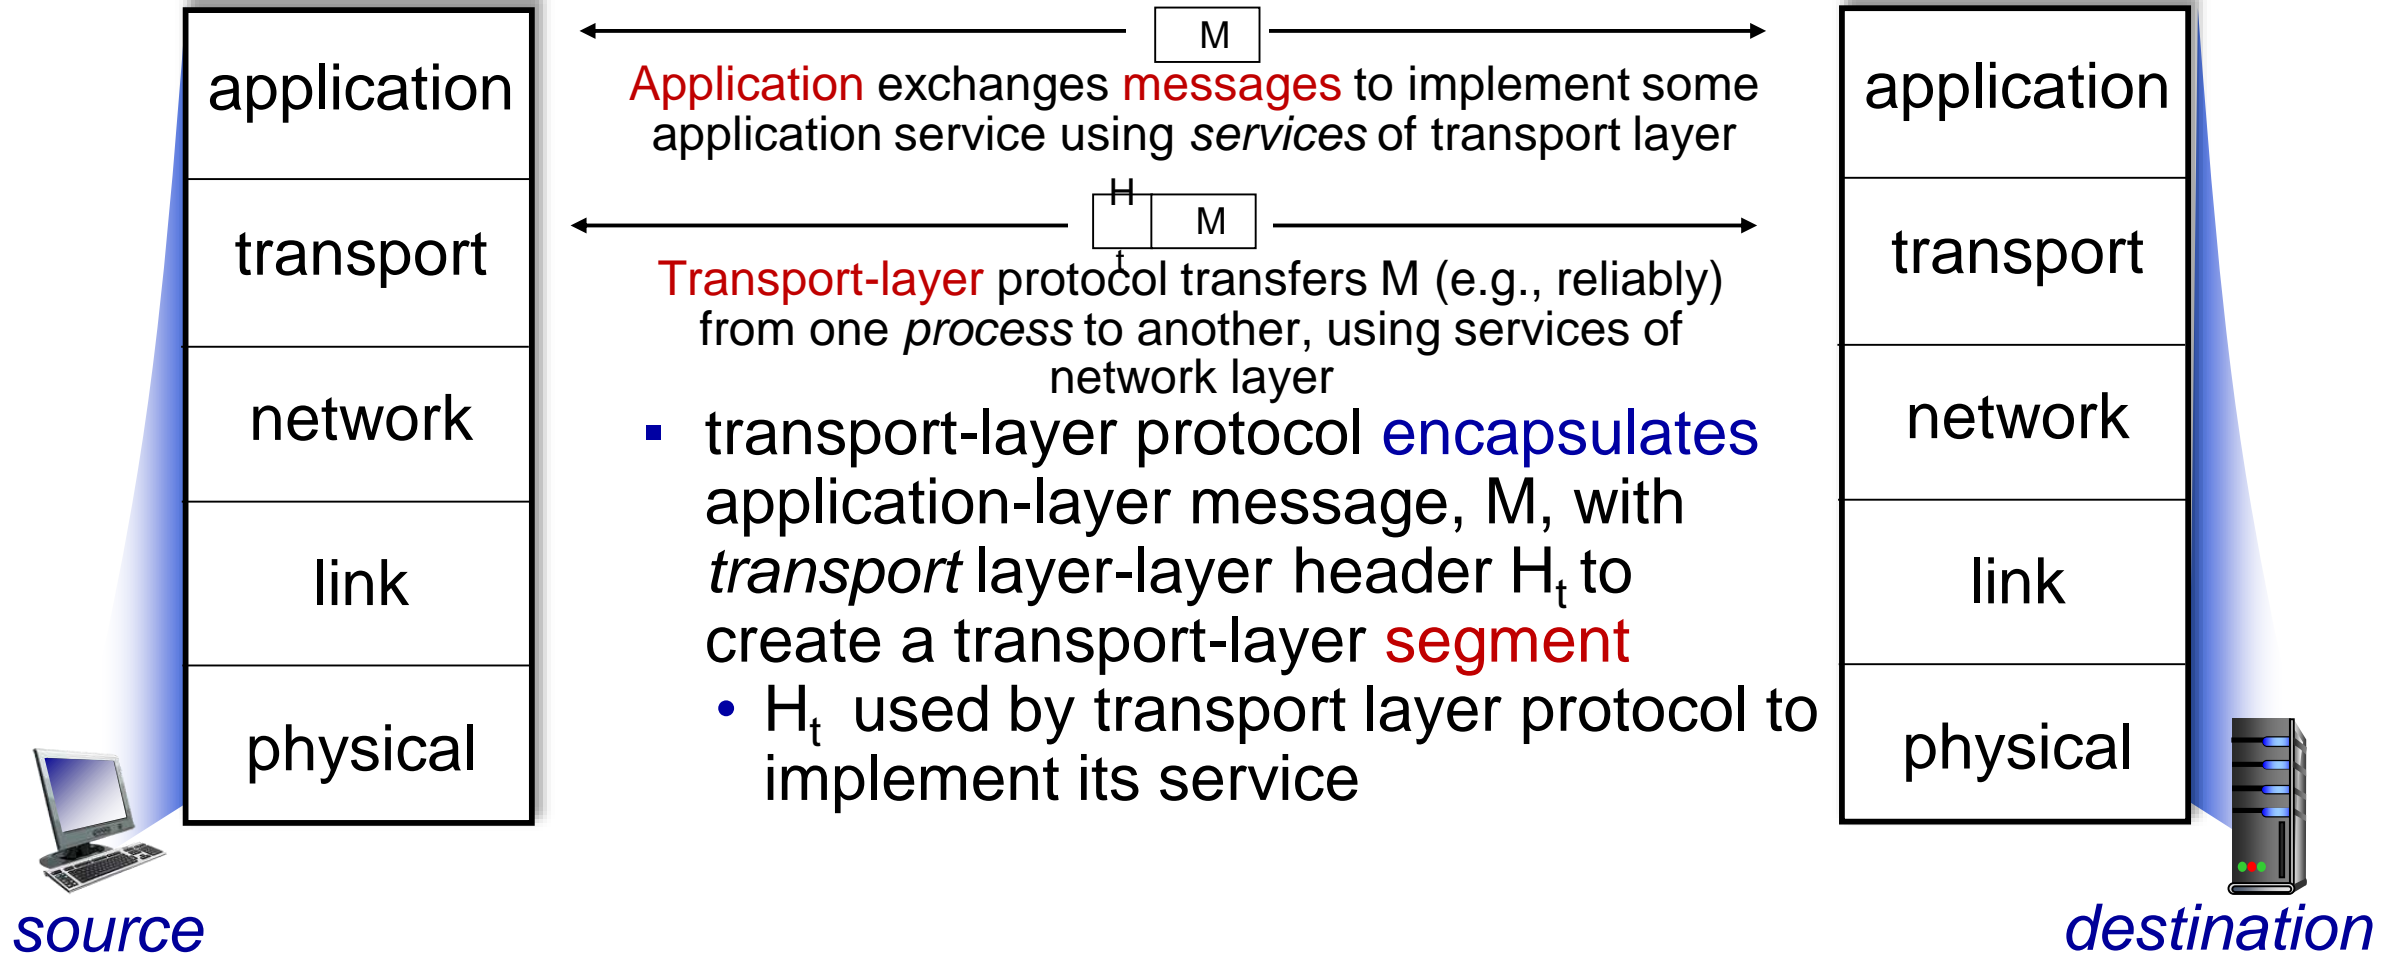 application
transport
network
link
physical
source
M
Application exchanges messages to implement some
application service using services of transport layer
H
t
M
Transport-layer protocol transfers M (e.g., reliably)
from one process to another, using services of
network layer
▪ transport-layer protocol encapsulates
application-layer message, M, with
transport layer-layer header Ht to
create a transport-layer segment
• Ht used by transport layer protocol to
implement its service
application
transport
network
link
physical
destination